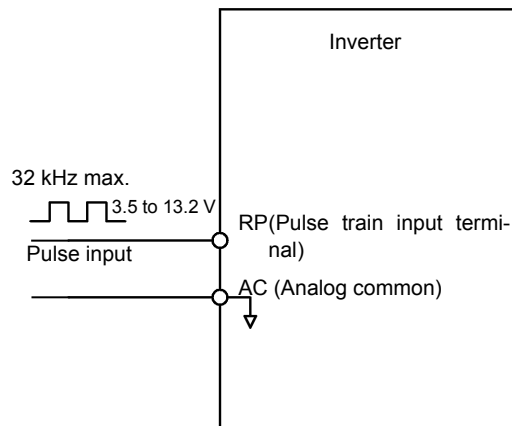 Inverter
32 kHz max.
3.5 to 13.2 V
RP(Pulse train input termi-
nal)
Pulse input
AC (Analog common)